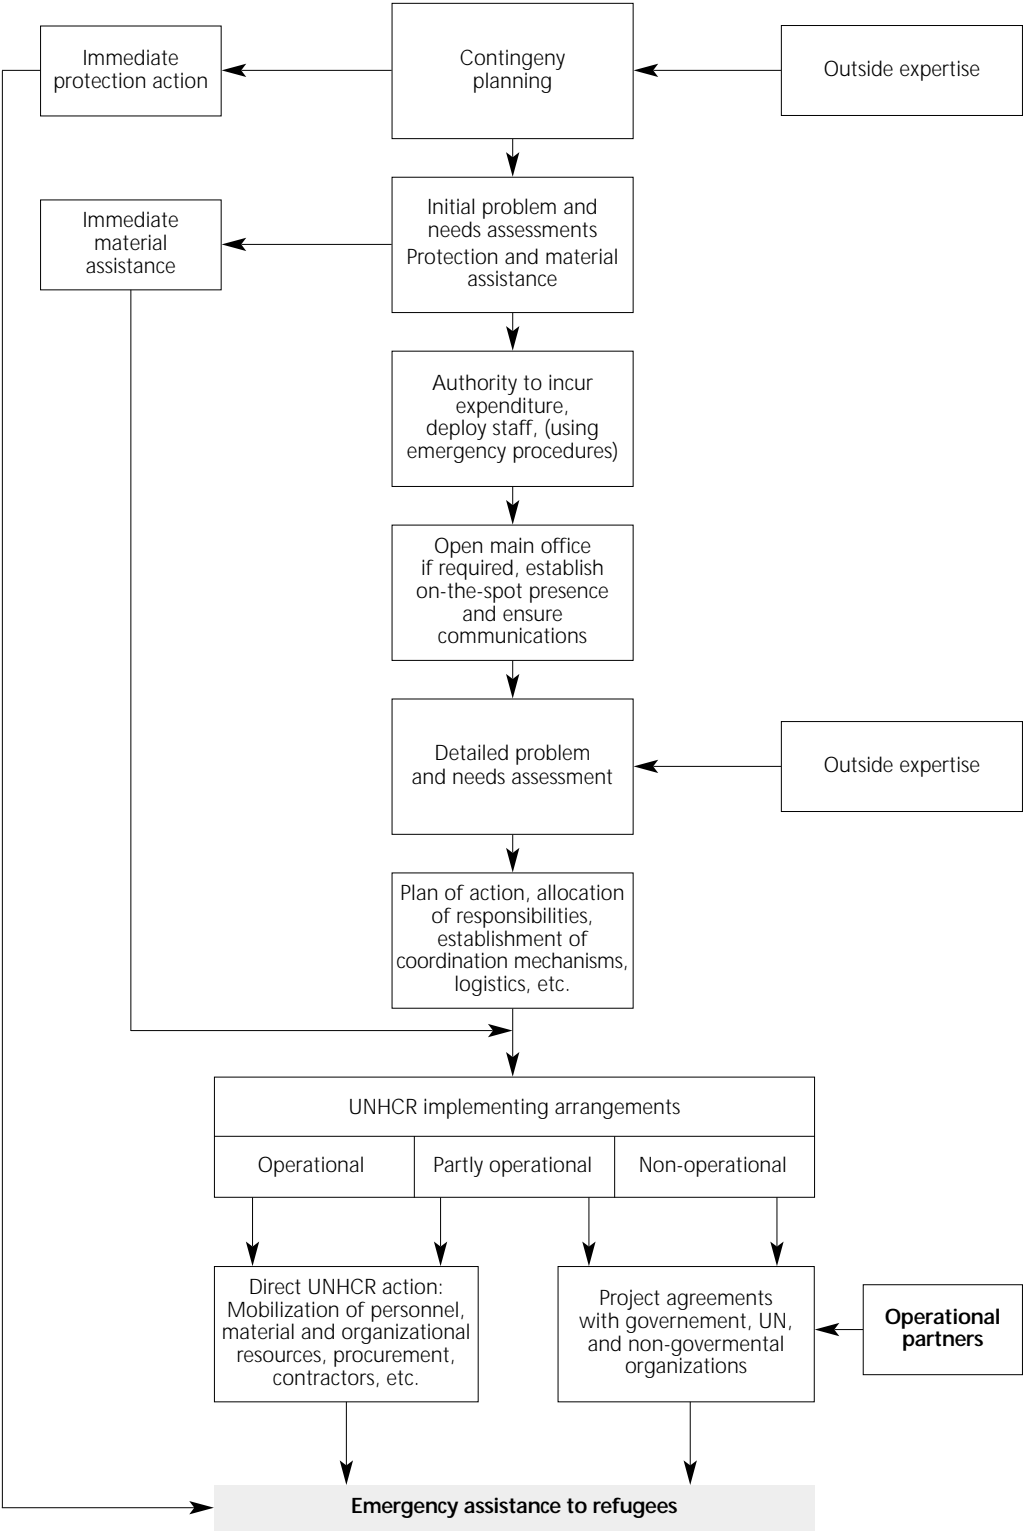 Immediate
protection action
Contingeny
planning
Outside expertise
Immediate
material
assistance
Initial problem and
needs assessments
Protection and material
assistance
Authority to incur
expenditure,
deploy staff, (using
emergency procedures)
Open main office
if required, establish
on-the-spot presence
and ensure
communications
Detailed problem
and needs assessment
Outside expertise
Plan of action, allocation
of responsibilities,
establishment of
coordination mechanisms,
logistics, etc.
UNHCR implementing arrangements
Operational
Partly operational
Non-operational
Direct UNHCR action:
Mobilization of personnel,
material and organizational
resources, procurement,
contractors, etc.
Project agreements
with governement, UN,
and non-govermental
organizations
Operational
partners
Emergency assistance to refugees